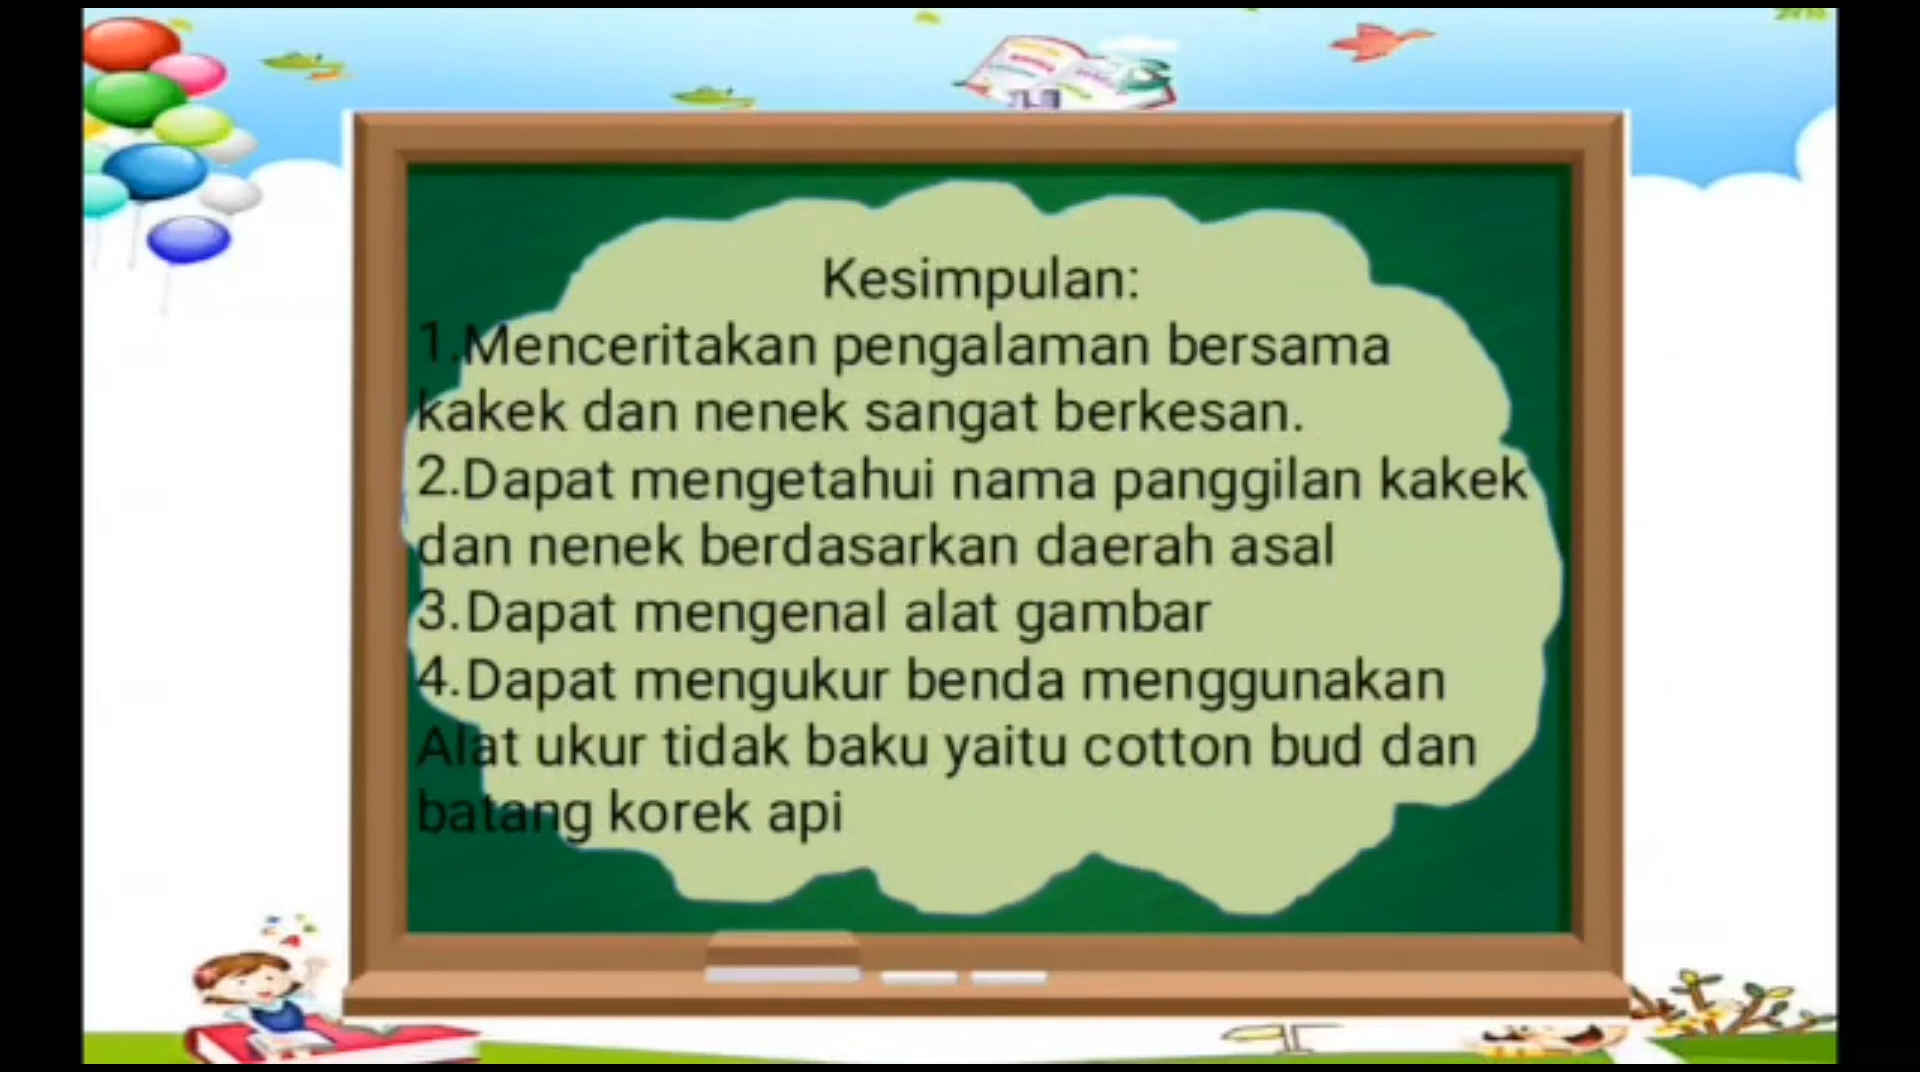 Kesimpulan:
1.Menceritakan pengalaman bersama
kakek dan nenek sangat berkesan.
2.Dapat mengetahui nama panggilan kakek
dan nenek berdasarkan daerah asal
3.Dapat mengenal alat gambar
4.Dapat mengukur benda menggunakan
Alat ukur tidak baku yaitu cotton bud dan
batang korek api